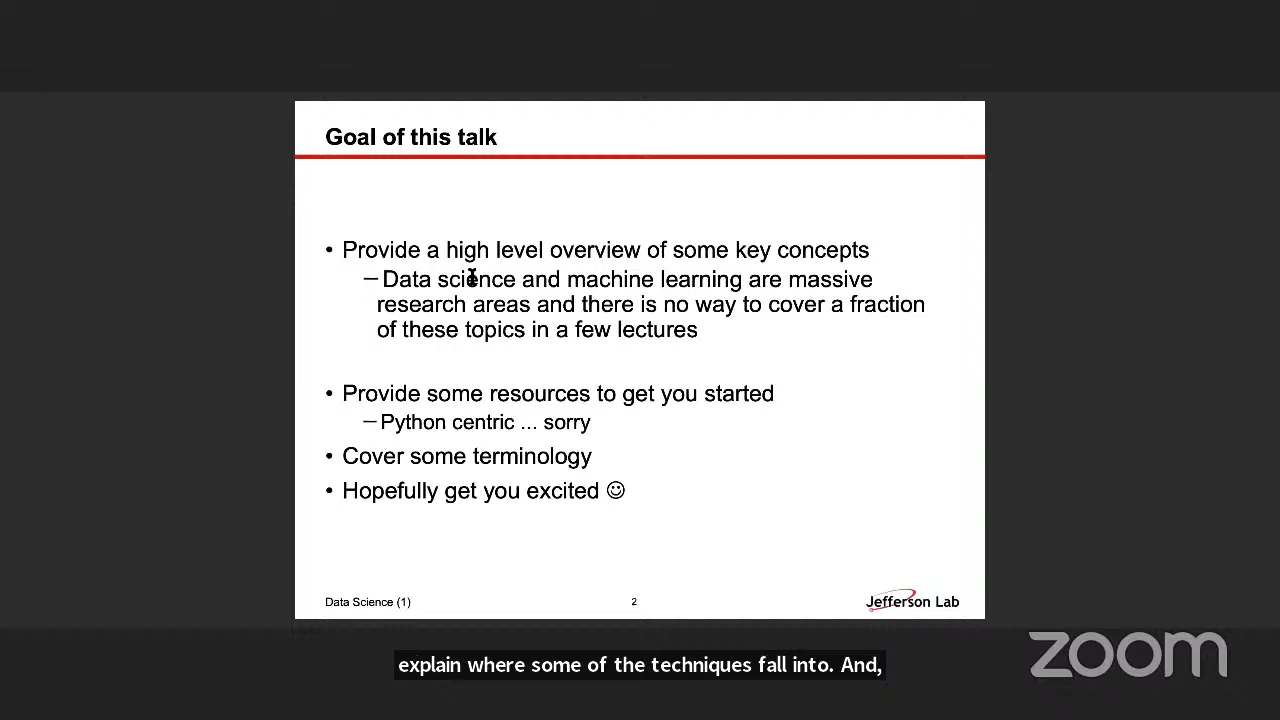 Goal of this talk
• Provide a high level overview of some key concepts
– Data science and machine learning are massive
research areas and there is no way to cover a fraction
of these topics in a few lectures
• Provide some resources to get you started
– Python centric ... sorry
• Cover some terminology
• Hopefully get you excited ☺
Data Science (1)
2
Jefferson Lab
explain where some of the techniques fall into. And,
zoom